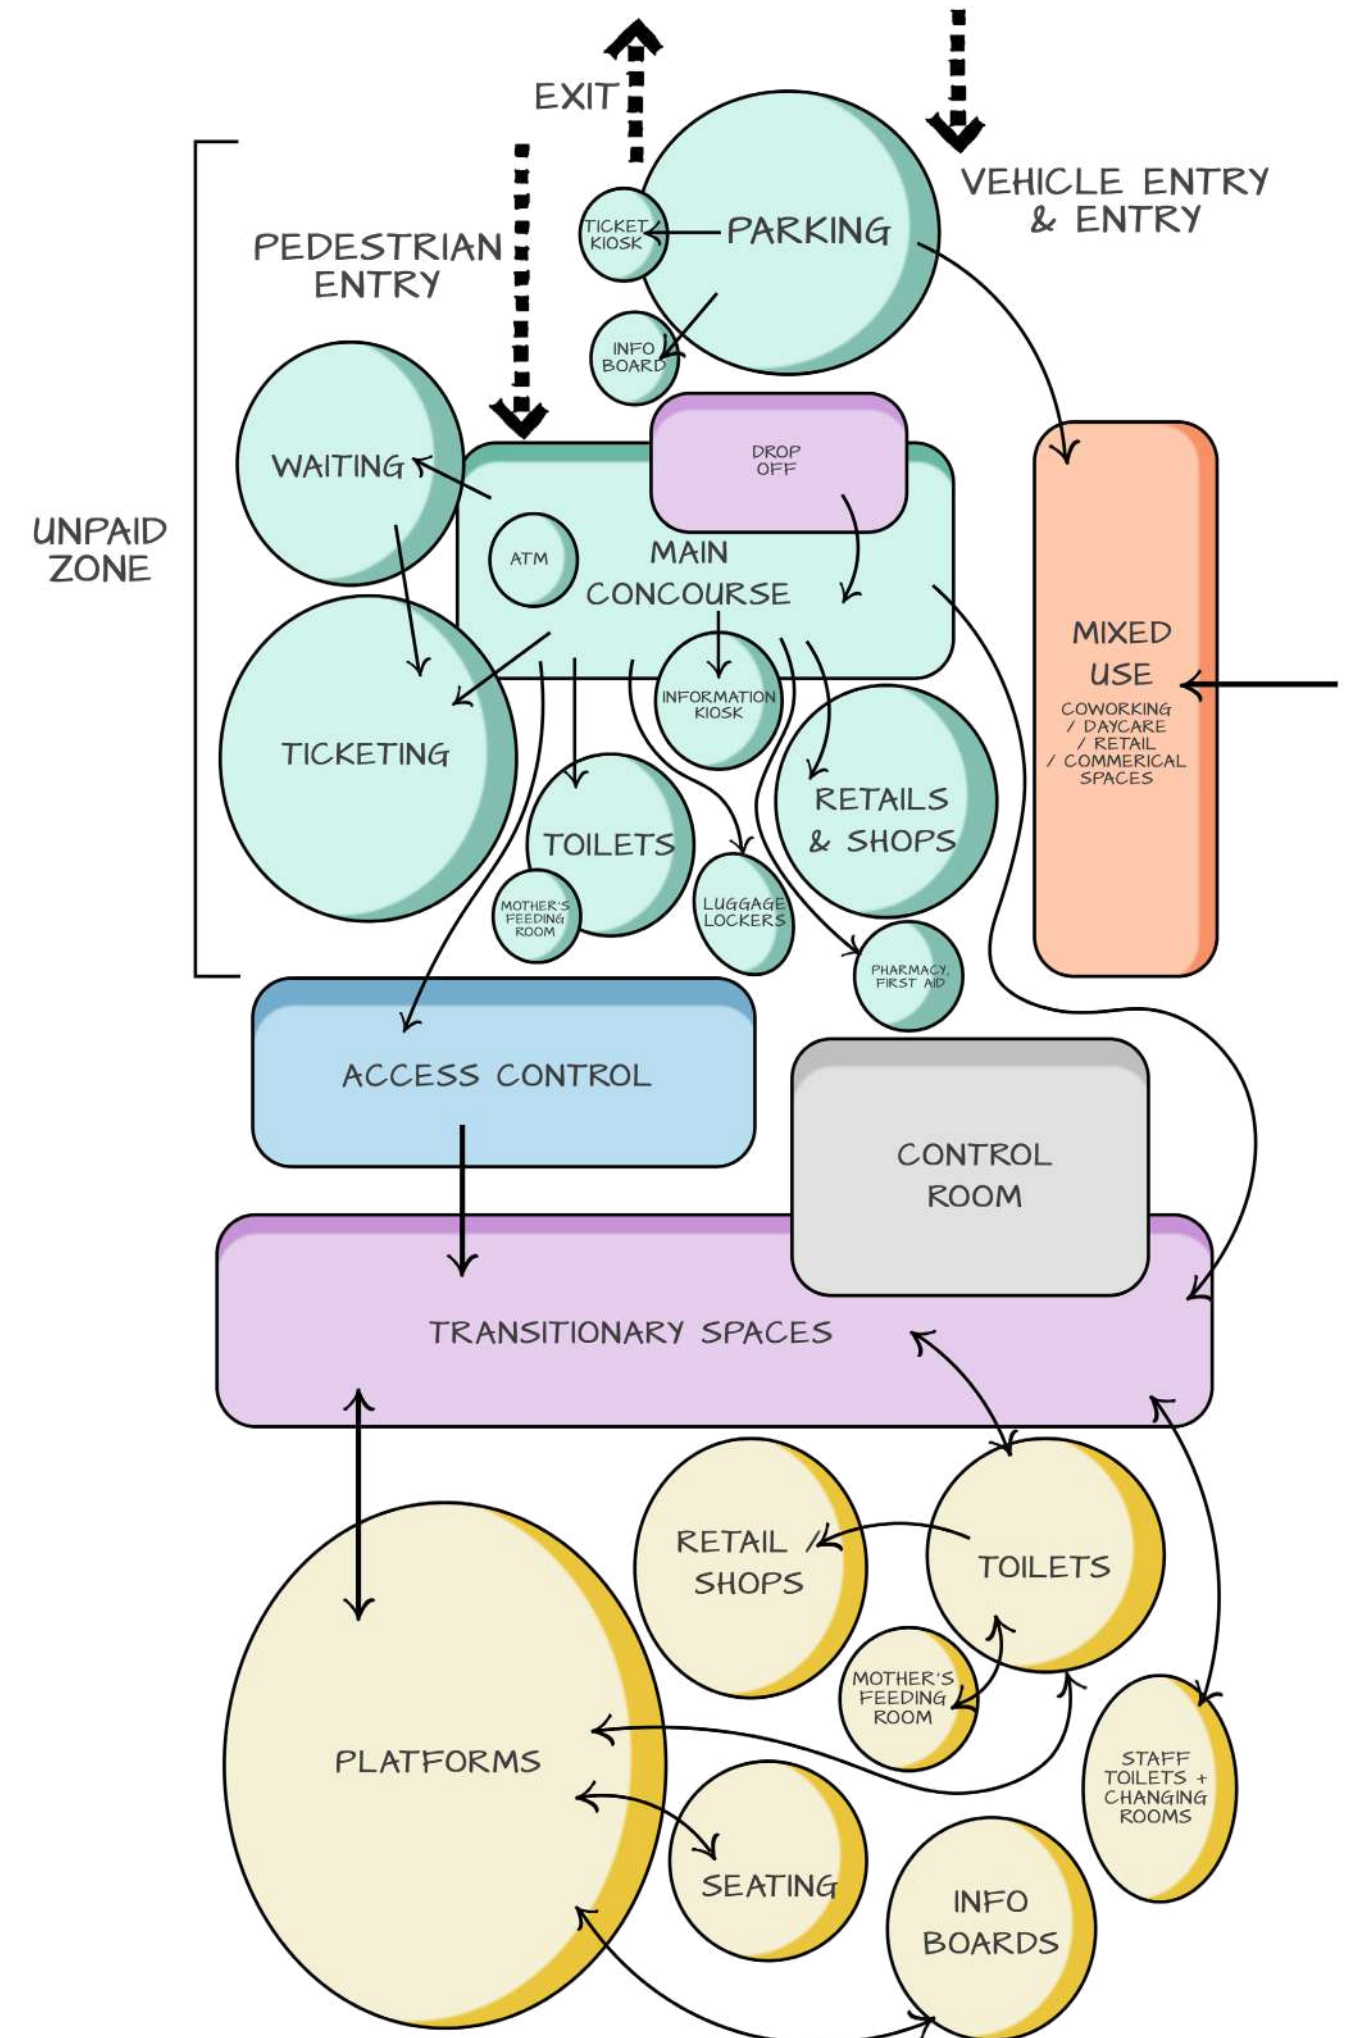 EXIT
VEHICLE ENTRY
& ENTRY
PEDESTRIAN
ENTRY
TICKET
KIOSK
PARKING
INFO
BOARD
UNPAID
ZONE
WAITING
DROP
OFF
ATM
MAIN
CONCOURSE
MIXED
USE
COWORKING
/ DAYCARE
/ RETAIL
/ COMMERICAL
SPACES
INFORMATION
KIOSK
TICKETING
TOILETS
RETAILS
& SHOPS
MOTHER'S
FEEDING
ROOM
LUGGAGE
LOCKERS
PHARMACY,
FIRST AID
ACCESS CONTROL
CONTROL
ROOM
TRANSITIONARY SPACES
RETAIL /
SHOPS
TOILETS
MOTHER'S
FEEDING
ROOM
PLATFORMS
STAFF
TOILETS +
CHANGING
ROOMS
SEATING
INFO
BOARDS